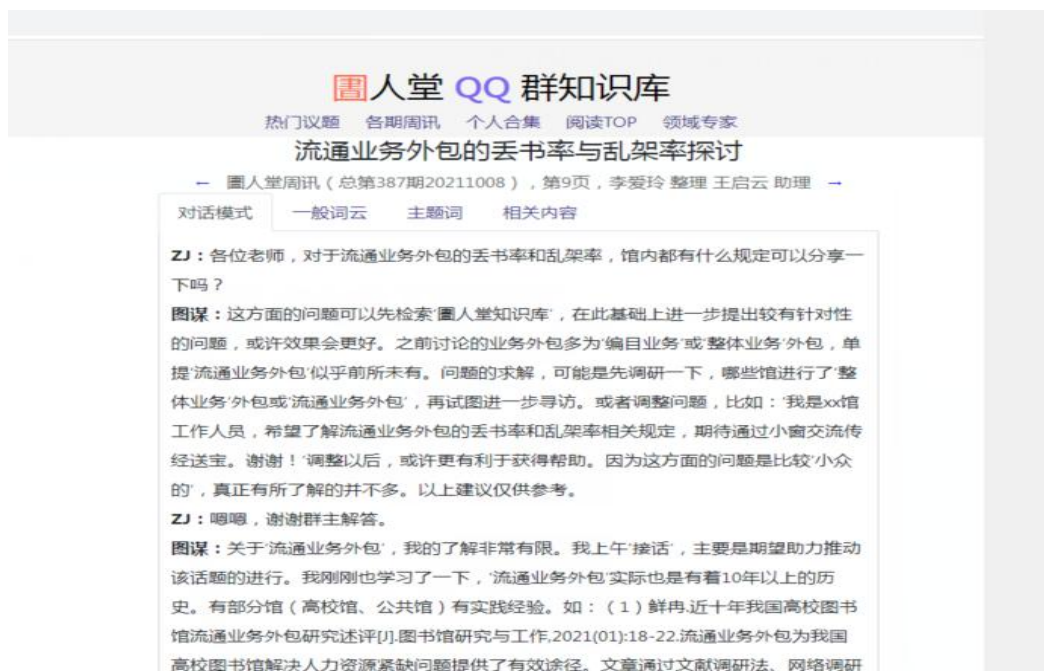 圕人堂 QQ 群知识库
热门议题 各期周讯 个人合集 阅读TOP 领域专家
流通业务外包的丢书率与乱架率探讨
← 圕人堂周讯（总第387期20211008），第9页，李爱玲 整理 王启云 助理 →
对话模式 一般词云 主题词 相关内容
ZJ：各位老师，对于流通业务外包的丢书率和乱架率，馆内都有什么规定可以分享一
下吗？
图谋：这方面的问题可以先检索'圕人堂知识库'，在此基础上进一步提出较有针对性
的问题，或许效果会更好。之前讨论的业务外包多为'编目业务'或'整体业务'外包，单
提'流通业务外包'似乎前所未有。问题的求解，可能是先调研一下，哪些馆进行了'整
体业务'外包或'流通业务外包'，再试图进一步寻访。或者调整问题，比如：'我是xx馆
工作人员，希望了解流通业务外包的丢书率和乱架率相关规定，期待通过小窗交流传
经送宝。谢谢！'调整以后，或许更有利于获得帮助。因为这方面的问题是比较'小众
的'，真正有所了解的并不多。以上建议仅供参考。
ZJ：嗯嗯，谢谢群主解答。
图谋：关于'流通业务外包'，我的了解非常有限。我上午'接话'，主要是期望助力推动
该话题的进行。我刚刚也学习了一下，'流通业务外包'实际也是有着10年以上的历
史。有部分馆（高校馆、公共馆）有实践经验。如：（1）鲜冉.近十年我国高校图书
馆流通业务外包研究述评[J].图书馆研究与工作,2021(01):18-22.流通业务外包为我国
高校图书馆解决人力资源紧缺问题提供了有效途径。文章通过文献调研法、网络调研